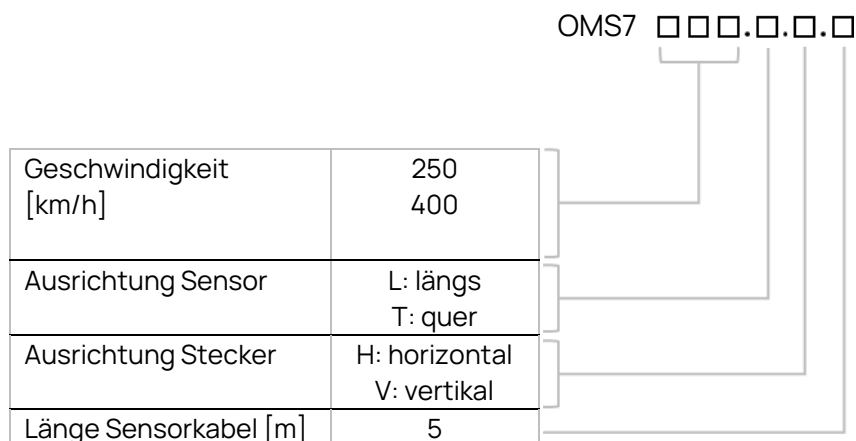 OMS7 □□□.□.□.□
Geschwindigkeit 250
[km/h] 400
Ausrichtung Sensor L: längs
T: quer
Ausrichtung Stecker H: horizontal
V: vertikal
Länge Sensorkabel [m] 5